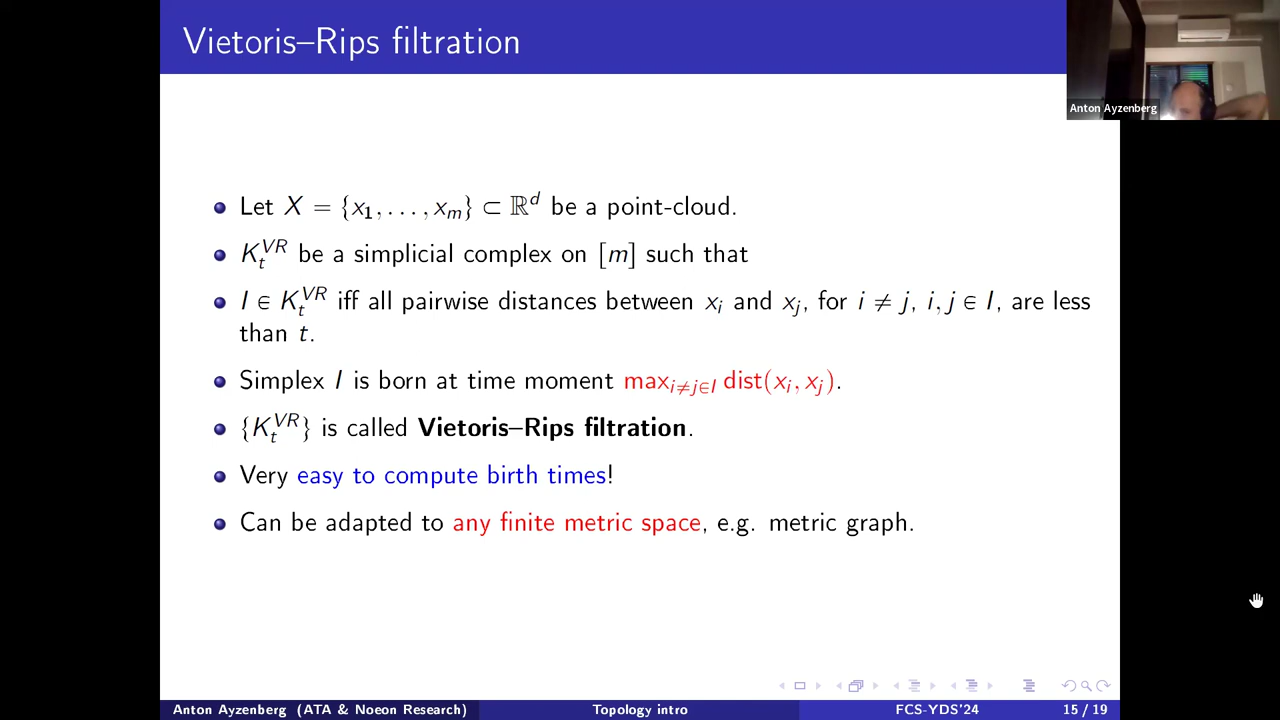 Vietoris–Rips filtration
Anton Ayzenberg
Let X = {x₁, . . . , xₘ} ⊂ ℝᵈ be a point-cloud.
K_t^{VR} be a simplicial complex on [m] such that
I ∈ K_t^{VR} iff all pairwise distances between x_i and x_j, for i ≠ j, i, j ∈ I, are less
than t.
Simplex I is born at time moment max_{i≠j∈I} dist(x_i, x_j).
{K_t^{VR}} is called Vietoris–Rips filtration.
Very easy to compute birth times!
Can be adapted to any finite metric space, e.g. metric graph.
Anton Ayzenberg (ATA & Noeon Research) Topology intro FCS-YDS'24 15 / 19